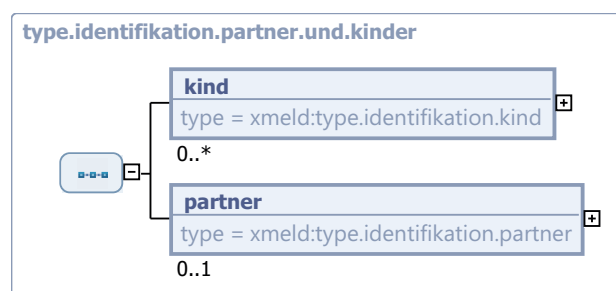 type.identifikation.partner.und.kinder
kind
type = xmeld:type.identifikation.kind
0..*
partner
type = xmeld:type.identifikation.partner
0..1